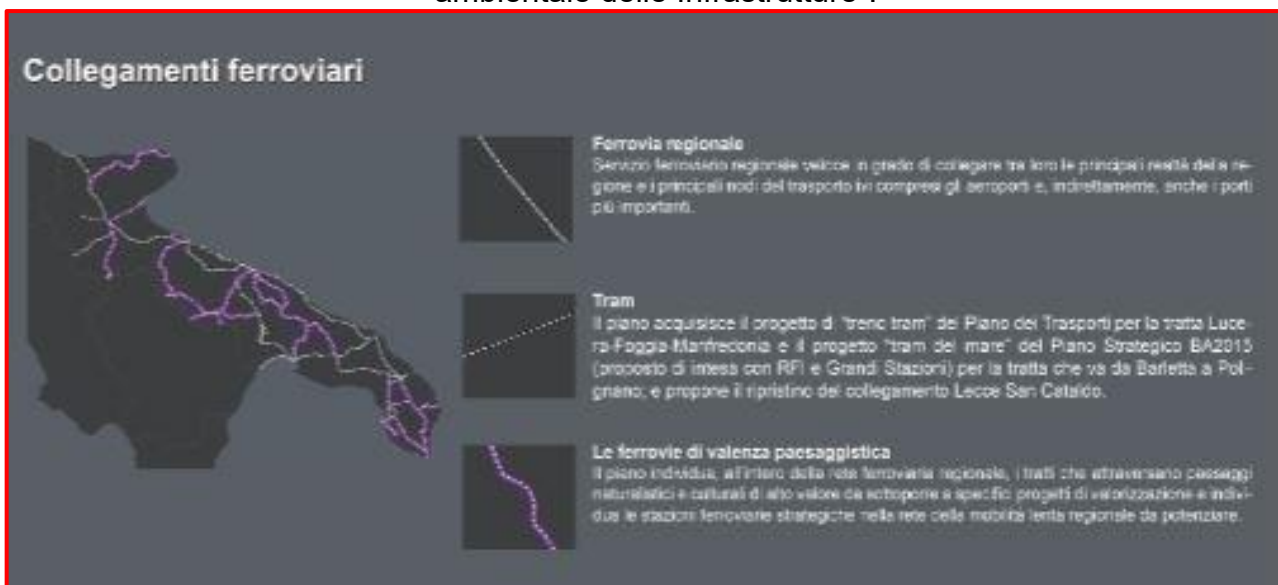 ambientale delle Infrastrutture".
Collegamenti ferroviari
Ferrovia regionale
Servizio ferroviario regionale veloce in grado di collegare tra loro le principali realtà della re-
gione e i principali nodi del trasporto ivi compresi gli aeroporti e, indirettamente, anche i porti
più importanti.
Tram
Il piano acquisisce il progetto di "treno tram" del Piano dei Trasporti per la tratta Luce-
ra-Foggia-Manfredonia e il progetto "tram del mare" del Piano Strategico BA2015
(proposto di intesa con RFI e Grandi Stazioni) per la tratta che va da Barletta a Poli-
gnano; e propone il ripristino del collegamento Lecce San Cataldo.
Le ferrovie di valenza paesaggistica
Il piano individua, all'intero della rete ferroviaria regionale, i tratti che attraversano paesaggi
naturalistici e culturali di alto valore da sottoporre a specifici progetti di valorizzazione e indivi-
dua le stazioni ferroviarie strategiche nella rete della mobilità lenta regionale da potenziare.